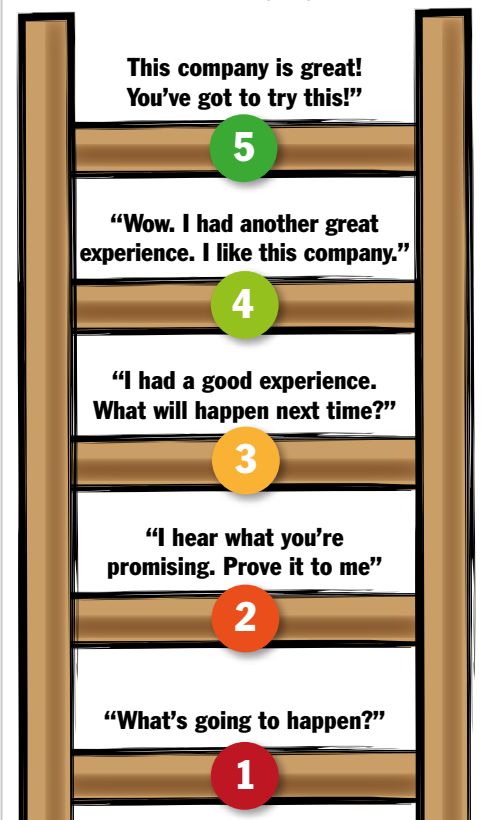 This company is great!
You’ve got to try this!”
5
“Wow. I had another great
experience. I like this company.”
4
“I had a good experience.
What will happen next time?”
3
“I hear what you’re
promising. Prove it to me”
2
“What’s going to happen?”
1